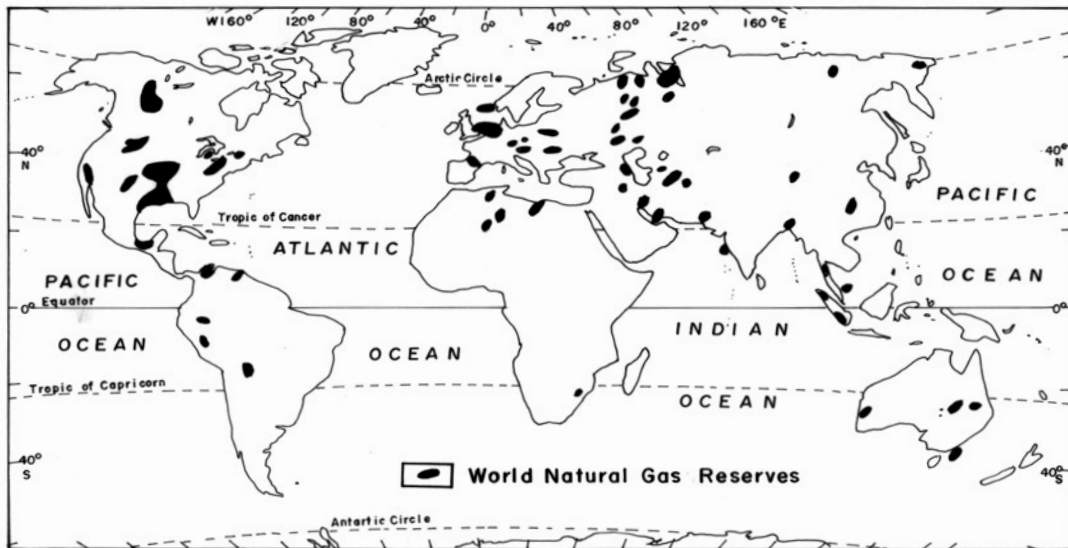 W160° 120° 80° 40° 0° 40° 80° 120° 160°E
Arctic Circle
40° N
40° N
Tropic of Cancer
PACIFIC
ATLANTIC
PACIFIC
OCEAN
0° Equator
0°
INDIAN
OCEAN
OCEAN
Tropic of Capricorn
OCEAN
40° S
World Natural Gas Reserves
40°S
Antartic Circle